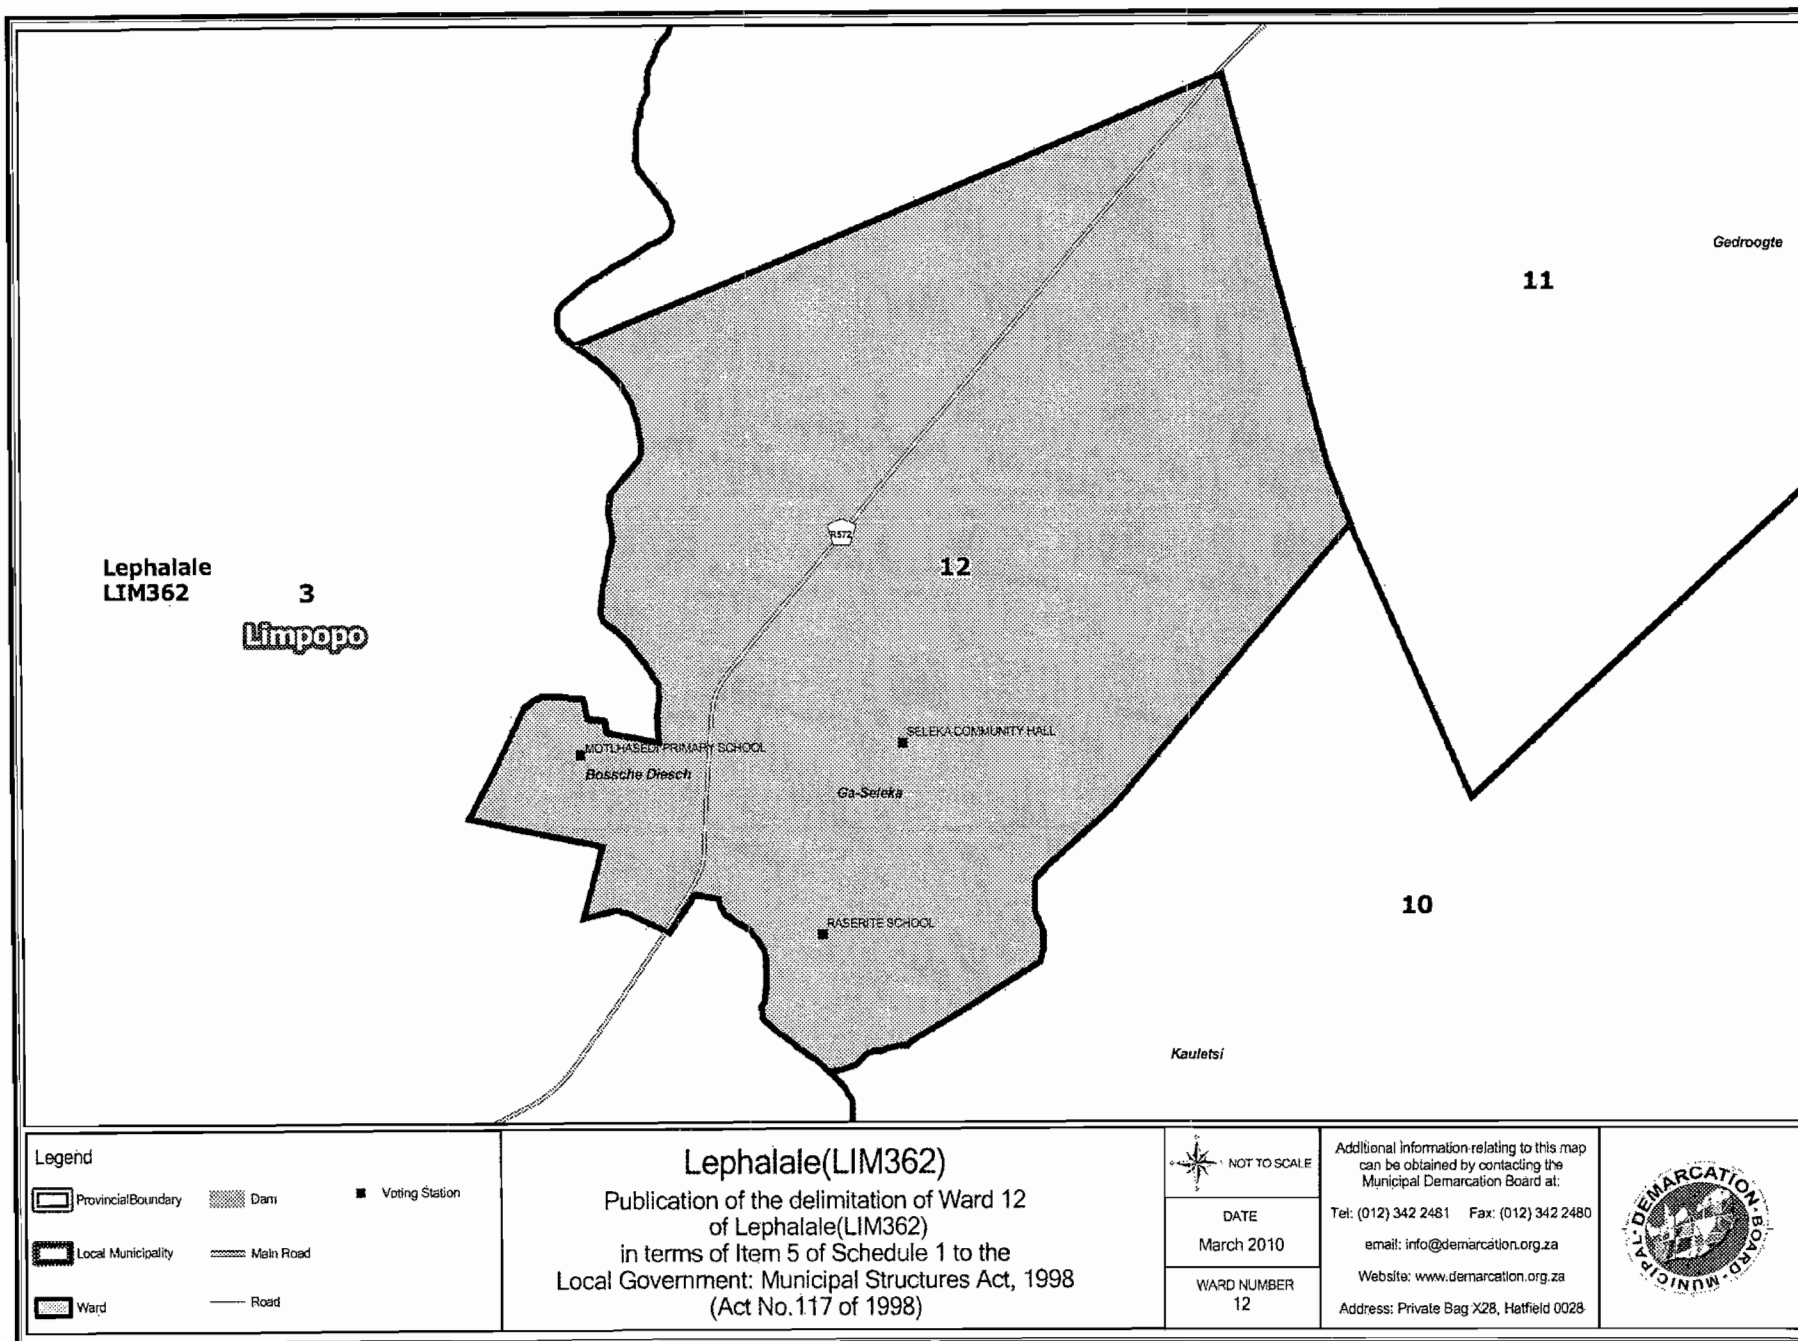 Gedroogte
11
R572
12
Lephalale
LIM362
3
Limpopo
SELEKA COMMUNITY HALL
MOTLHASEDI PRIMARY SCHOOL
Bossche Diesch
Ga-Seleka
RASERITE SCHOOL
10
Kauletsi
Legend
Provincial Boundary
Dam
Voting Station
Local Municipality
Main Road
Ward
Road
Lephalale(LIM362)
Publication of the delimitation of Ward 12
of Lephalale(LIM362)
in terms of Item 5 of Schedule 1 to the
Local Government: Municipal Structures Act, 1998
(Act No.117 of 1998)
NOT TO SCALE
DATE
March 2010
WARD NUMBER
12
Additional information relating to this map
can be obtained by contacting the
Municipal Demarcation Board at:
Tel: (012) 342 2481 Fax: (012) 342 2480
email: info@demarcation.org.za
Website: www.demarcation.org.za
Address: Private Bag X28, Hatfield 0028
MUNICIPAL · DEMARCATION · BOARD